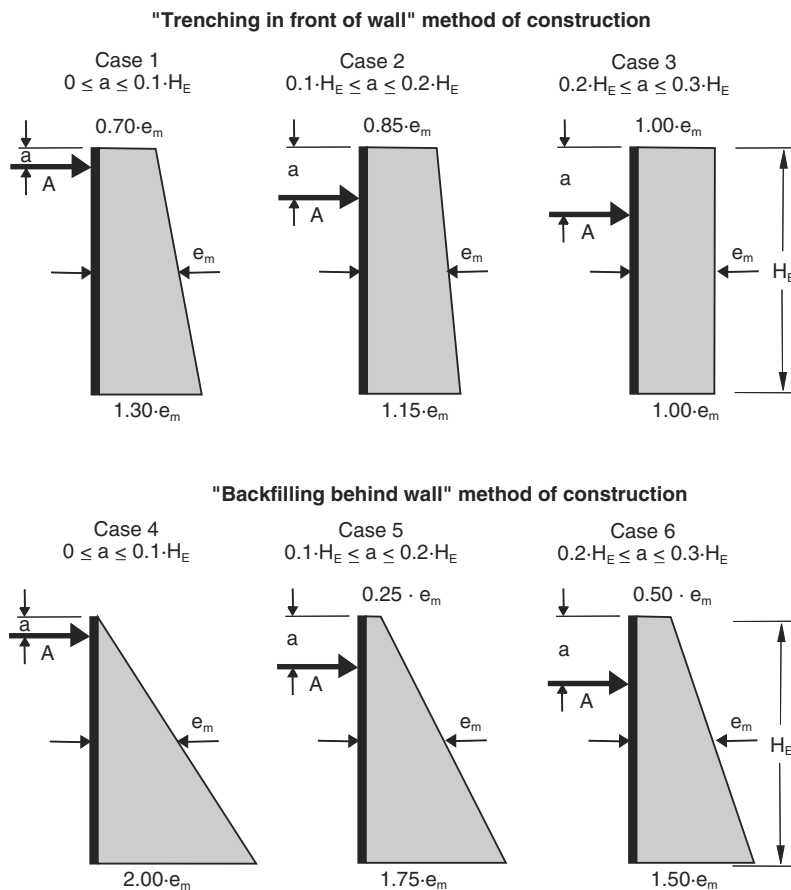 "Trenching in front of wall" method of construction
Case 1
0 ≤ a ≤ 0.1·H_E
0.70·e_m
a
A
e_m
1.30·e_m
Case 2
0.1·H_E ≤ a ≤ 0.2·H_E
0.85·e_m
a
A
e_m
1.15·e_m
Case 3
0.2·H_E ≤ a ≤ 0.3·H_E
1.00·e_m
a
A
e_m
H_E
1.00·e_m
"Backfilling behind wall" method of construction
Case 4
0 ≤ a ≤ 0.1·H_E
a
A
e_m
2.00·e_m
Case 5
0.1·H_E ≤ a ≤ 0.2·H_E
0.25 · e_m
a
A
e_m
1.75·e_m
Case 6
0.2·H_E ≤ a ≤ 0.3·H_E
0.50 · e_m
a
A
e_m
H_E
1.50·e_m